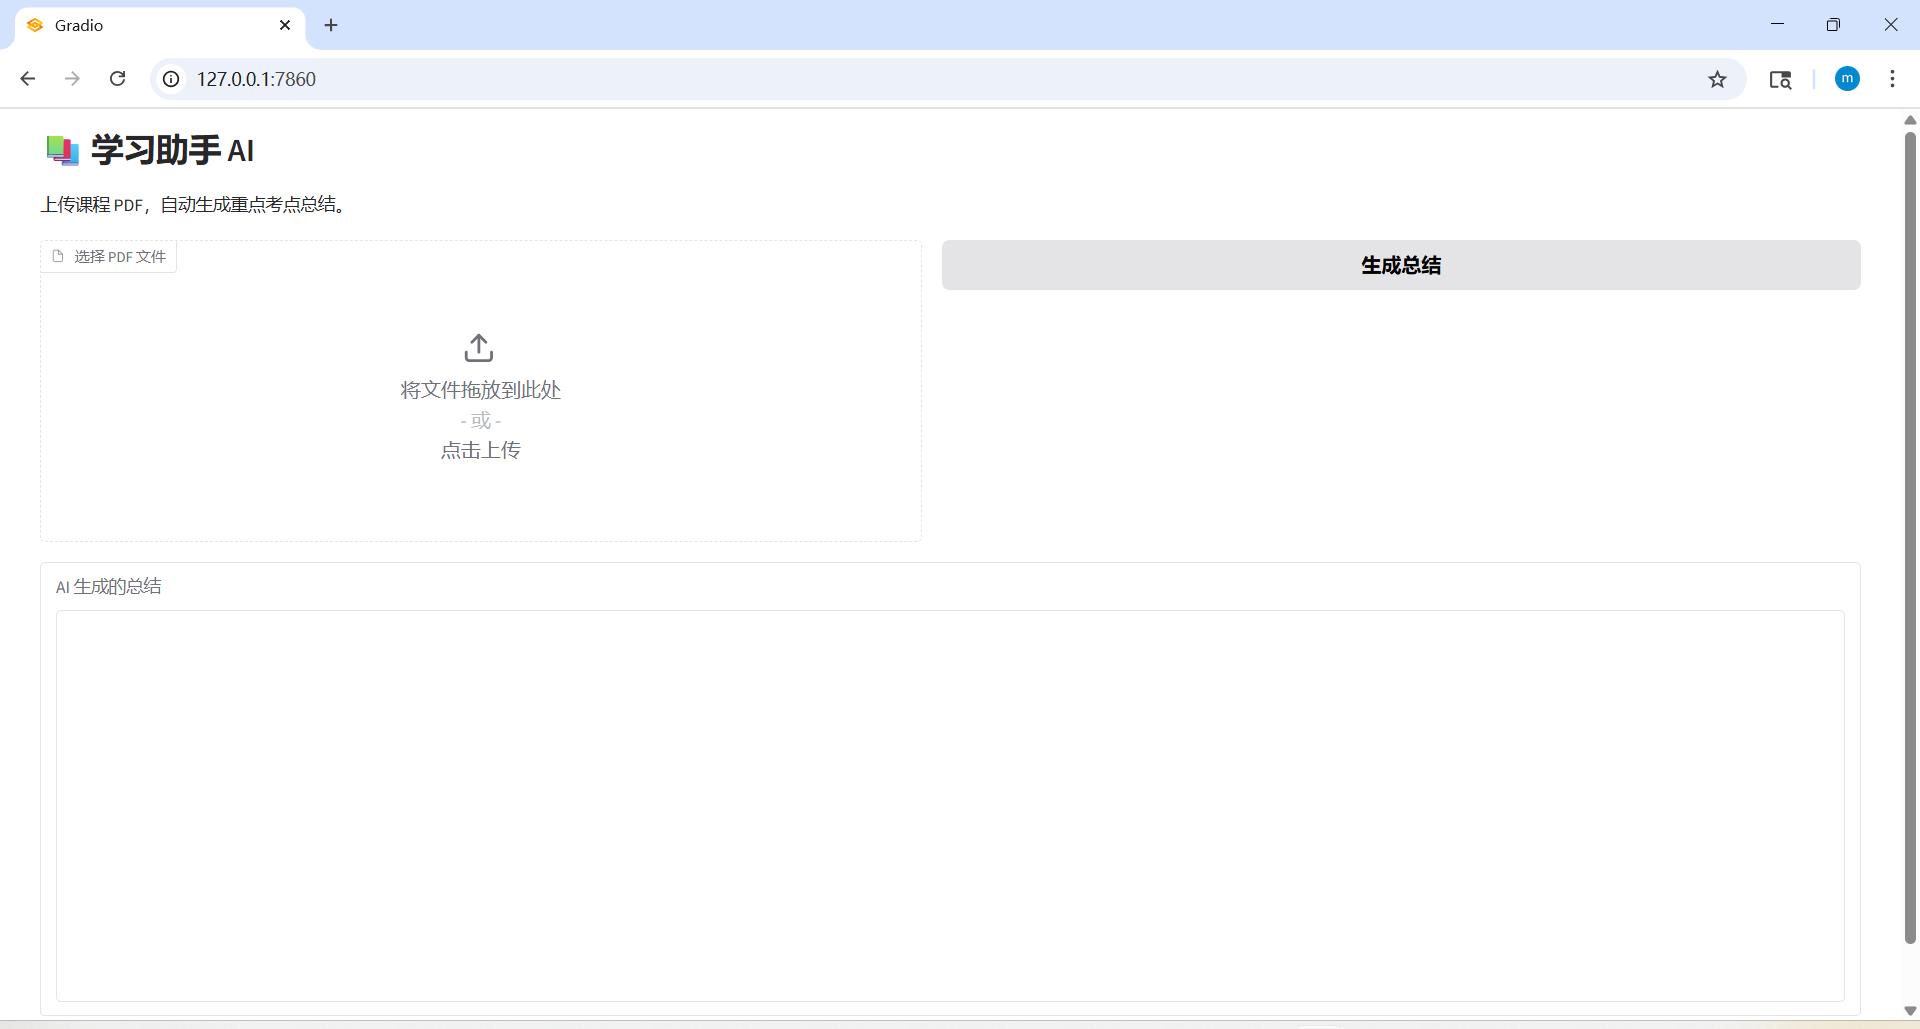 Gradio
127.0.0.1:7860
m
学习助手 AI
上传课程 PDF，自动生成重点考点总结。
选择 PDF 文件
将文件拖放到此处
- 或 -
点击上传
生成总结
AI 生成的总结